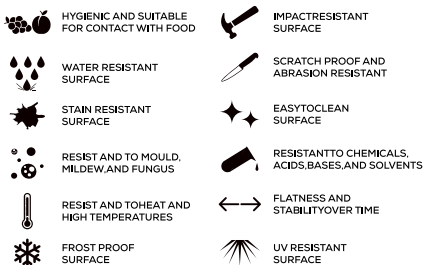 HYGIENIC AND SUITABLE
FOR CONTACT WITH FOOD
WATER RESISTANT
SURFACE
STAIN RESISTANT
SURFACE
RESIST AND TO MOULD,
MILDEW,AND FUNGUS
RESIST AND TOHEAT AND
HIGH TEMPERATURES
FROST PROOF
SURFACE
IMPACTRESISTANT
SURFACE
SCRATCH PROOF AND
ABRASION RESISTANT
EASYTOCLEAN
SURFACE
RESISTANTTO CHEMICALS,
ACIDS,BASES,AND SOLVENTS
FLATNESS AND
STABILITYOVER TIME
UV RESISTANT
SURFACE